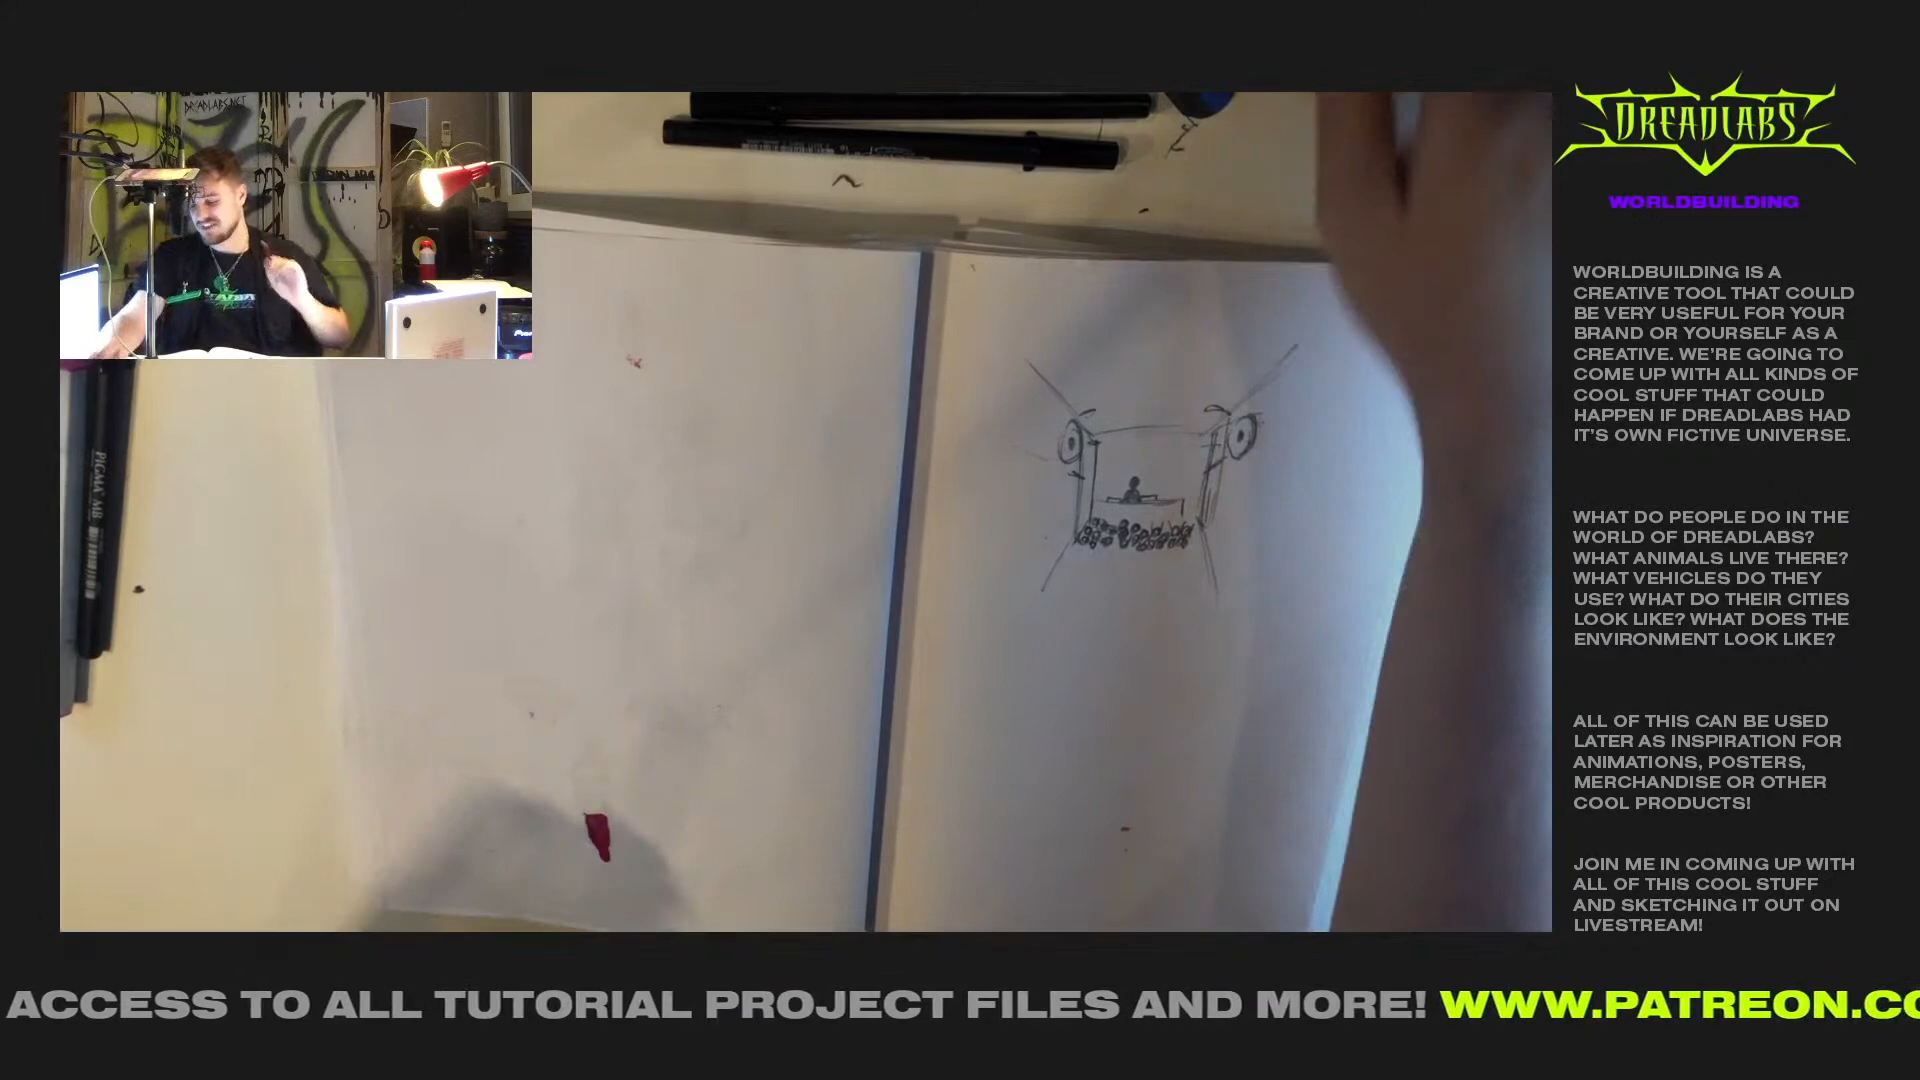 DREADLABS.NET
DREADLABS
WORLDBUILDING
WORLDBUILDING IS A
CREATIVE TOOL THAT COULD
BE VERY USEFUL FOR YOUR
BRAND OR YOURSELF AS A
CREATIVE. WE'RE GOING TO
COME UP WITH ALL KINDS OF
COOL STUFF THAT COULD
HAPPEN IF DREADLABS HAD
IT'S OWN FICTIVE UNIVERSE.
WHAT DO PEOPLE DO IN THE
WORLD OF DREADLABS?
WHAT ANIMALS LIVE THERE?
WHAT VEHICLES DO THEY
USE? WHAT DO THEIR CITIES
LOOK LIKE? WHAT DOES THE
ENVIRONMENT LOOK LIKE?
ALL OF THIS CAN BE USED
LATER AS INSPIRATION FOR
ANIMATIONS, POSTERS,
MERCHANDISE OR OTHER
COOL PRODUCTS!
JOIN ME IN COMING UP WITH
ALL OF THIS COOL STUFF
AND SKETCHING IT OUT ON
LIVESTREAM!
PIGMA MB
ACCESS TO ALL TUTORIAL PROJECT FILES AND MORE! WWW.PATREON.CO